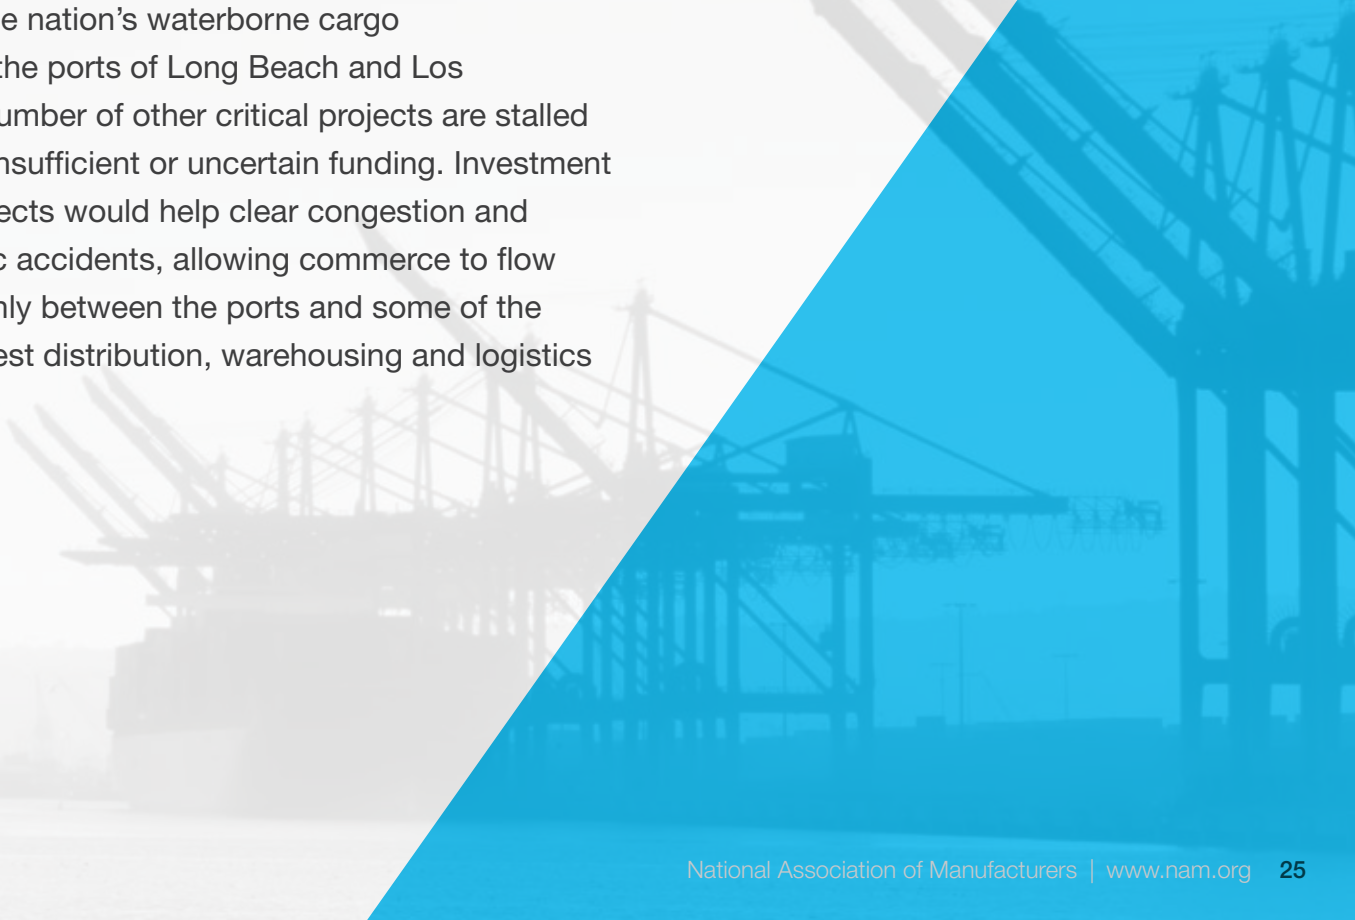 e nation’s waterborne cargo
the ports of Long Beach and Los
umber of other critical projects are stalled
nsufficient or uncertain funding. Investment
ects would help clear congestion and
c accidents, allowing commerce to flow
nly between the ports and some of the
est distribution, warehousing and logistics
National Association of Manufacturers | www.nam.org 25